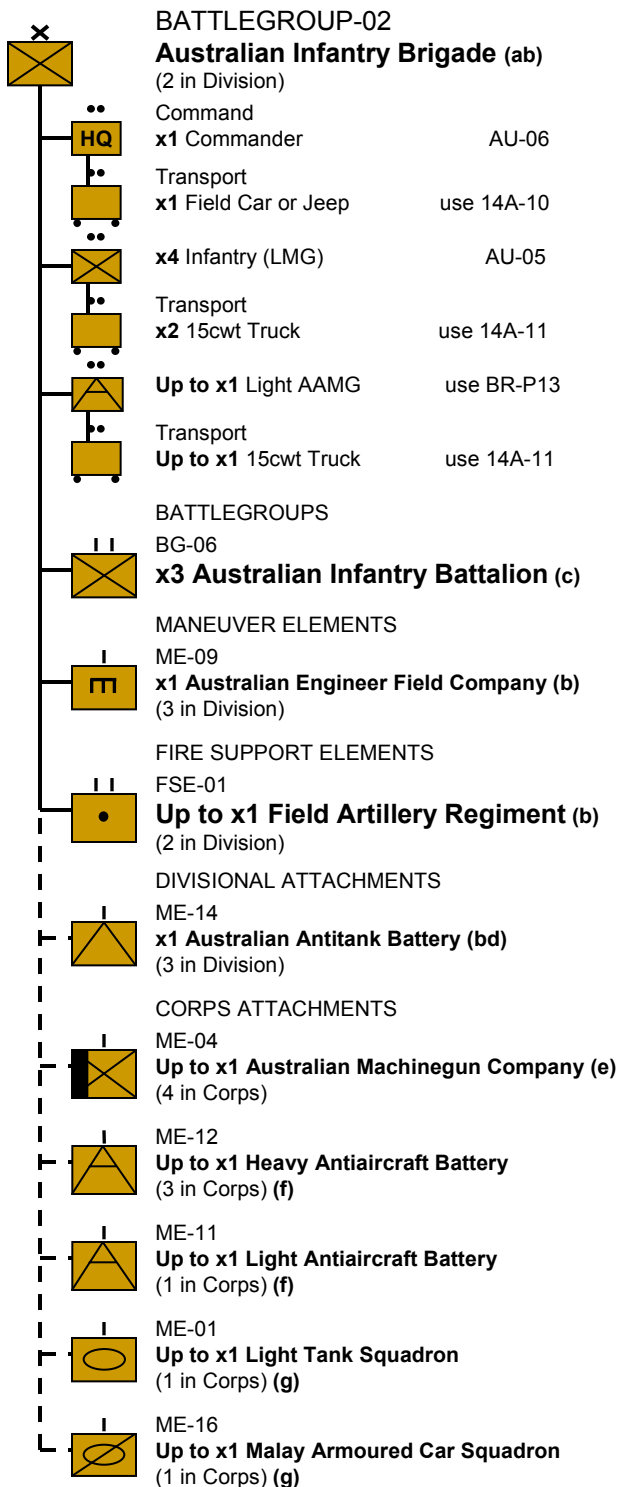 BATTLEGROUP-02
Australian Infantry Brigade (ab)
(2 in Division)
Command
HQ x1 Commander AU-06
Transport
x1 Field Car or Jeep use 14A-10
x4 Infantry (LMG) AU-05
Transport
x2 15cwt Truck use 14A-11
Up to x1 Light AAMG use BR-P13
Transport
Up to x1 15cwt Truck use 14A-11
BATTLEGROUPS
BG-06
x3 Australian Infantry Battalion (c)
MANEUVER ELEMENTS
ME-09
x1 Australian Engineer Field Company (b)
(3 in Division)
FIRE SUPPORT ELEMENTS
FSE-01
Up to x1 Field Artillery Regiment (b)
(2 in Division)
DIVISIONAL ATTACHMENTS
ME-14
x1 Australian Antitank Battery (bd)
(3 in Division)
CORPS ATTACHMENTS
ME-04
Up to x1 Australian Machinegun Company (e)
(4 in Corps)
ME-12
Up to x1 Heavy Antiaircraft Battery
(3 in Corps) (f)
ME-11
Up to x1 Light Antiaircraft Battery
(1 in Corps) (f)
ME-01
Up to x1 Light Tank Squadron
(1 in Corps) (g)
ME-16
Up to x1 Malay Armoured Car Squadron
(1 in Corps) (g)